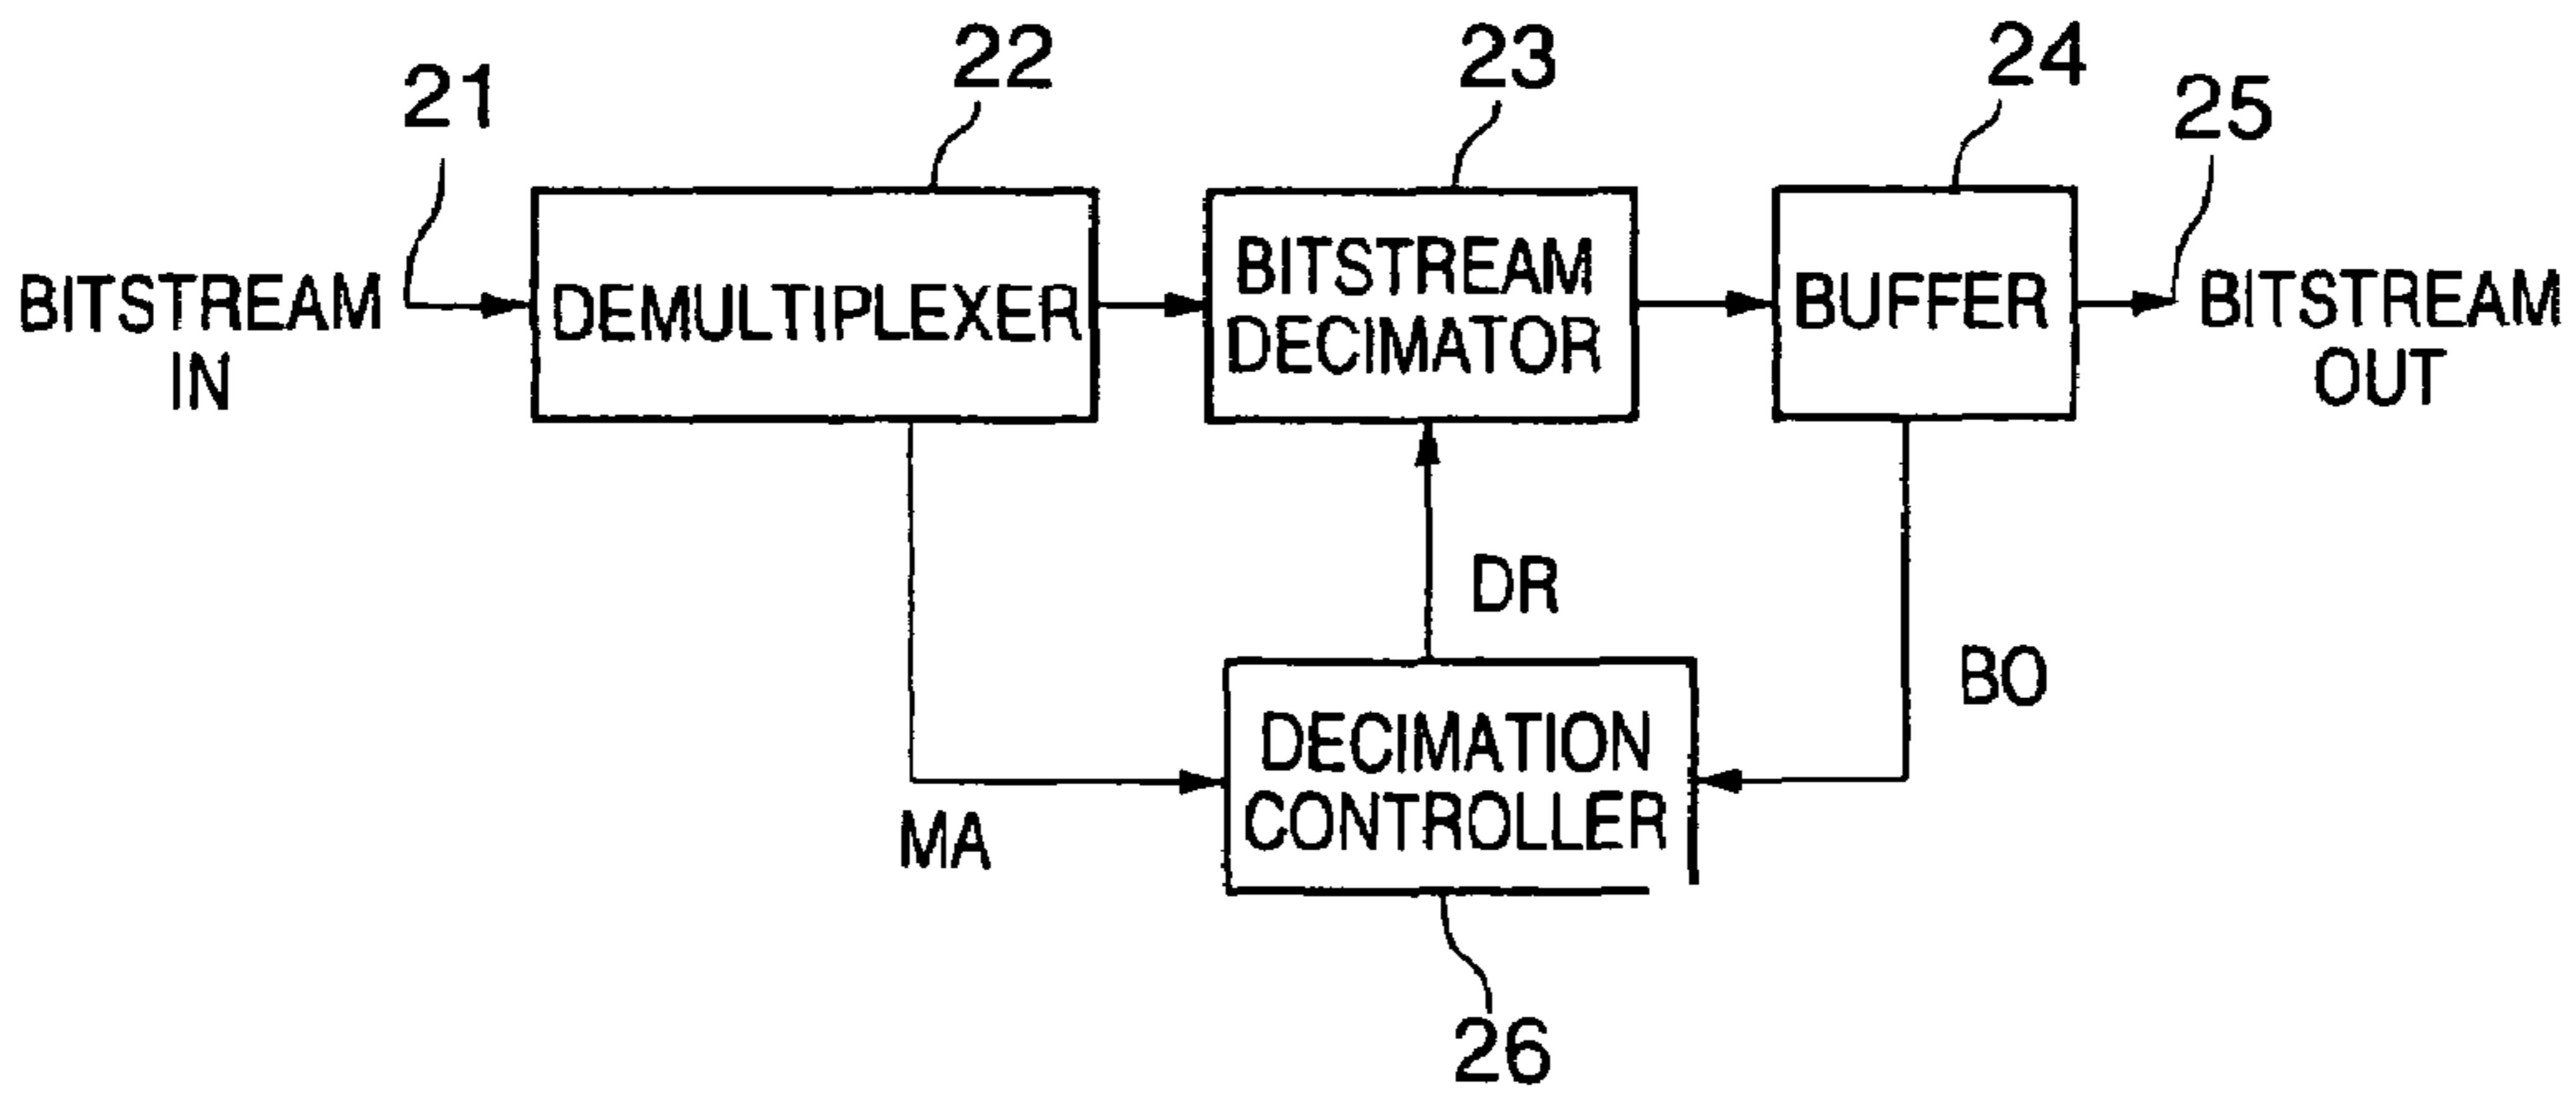 21
22
23
24
25
BITSTREAM
IN
DEMULTIPLEXER
BITSTREAM
DECIMATOR
BUFFER
BITSTREAM
OUT
DR
BO
MA
DECIMATION
CONTROLLER
26